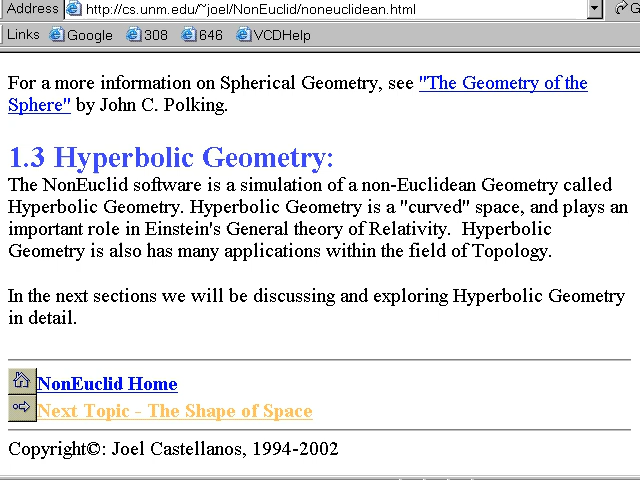 Address http://cs.unm.edu/~joel/NonEuclid/noneuclidean.html G
Links Google 308 646 VCDHelp
For a more information on Spherical Geometry, see "The Geometry of the
Sphere" by John C. Polking.
1.3 Hyperbolic Geometry:
The NonEuclid software is a simulation of a non-Euclidean Geometry called
Hyperbolic Geometry. Hyperbolic Geometry is a "curved" space, and plays an
important role in Einstein's General theory of Relativity. Hyperbolic
Geometry is also has many applications within the field of Topology.
In the next sections we will be discussing and exploring Hyperbolic Geometry
in detail.
NonEuclid Home
Next Topic - The Shape of Space
Copyright©: Joel Castellanos, 1994-2002